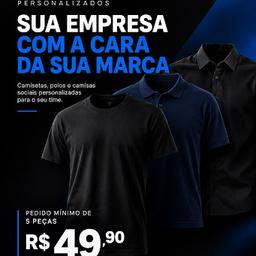 PERSONALIZADOS
SUA EMPRESA
COM A CARA
DA SUA MARCA
Camisetas, polos e camisas
sociais personalizadas
para o seu time.
PEDIDO MÍNIMO DE
5 PEÇAS
R$ 49,90